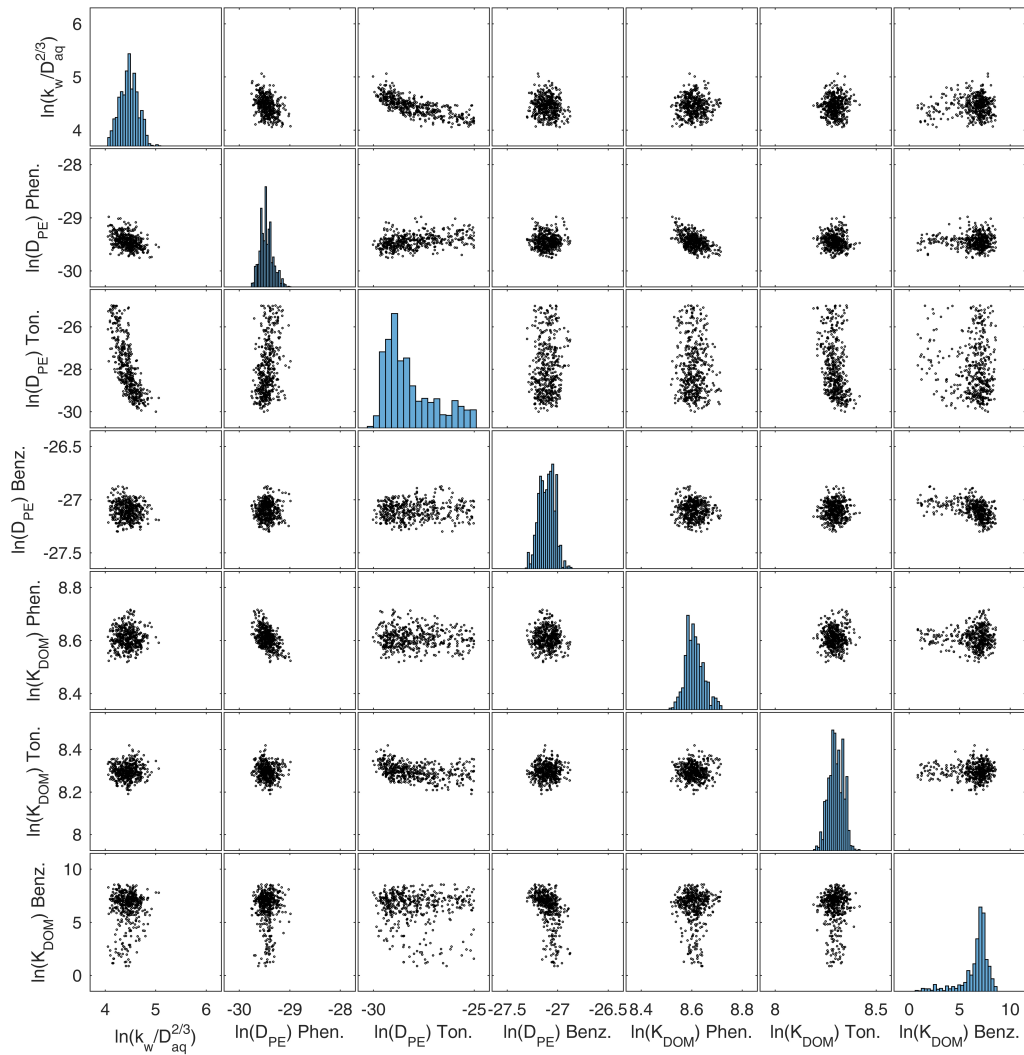 ln(k_w/D_aq^2/3)
6
5
4
ln(D_PE) Phen.
-28
-29
-30
ln(D_PE) Ton.
-26
-28
-30
ln(D_PE) Benz.
-26.5
-27
-27.5
ln(K_DOM) Phen.
8.8
8.6
8.4
ln(K_DOM) Ton.
8.4
8.2
8
ln(K_DOM) Benz.
10
5
0
4 5 6 -30 -29 -28 -30 -25 -27.5 -27 -26.5 8.4 8.6 8.8 8 8.5 0 5 10
ln(k_w/D_aq^2/3) ln(D_PE) Phen. ln(D_PE) Ton. ln(D_PE) Benz. ln(K_DOM) Phen. ln(K_DOM) Ton. ln(K_DOM) Benz.